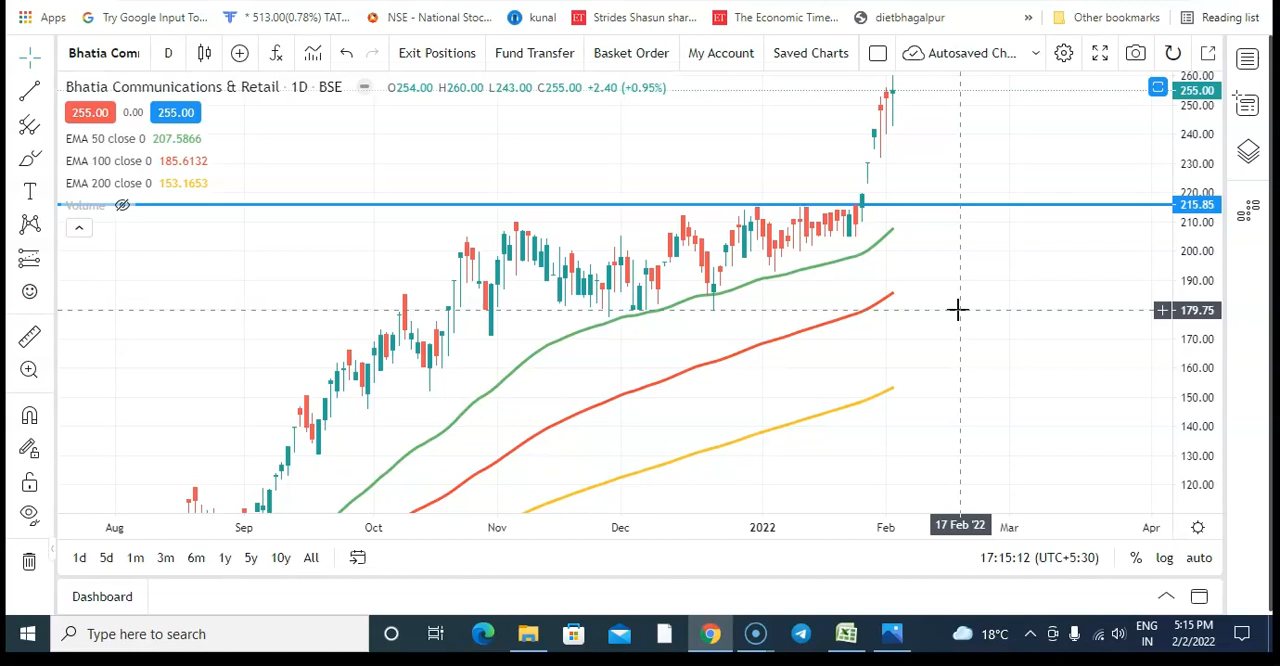 Apps Try Google Input To... * 513.00(0.78%) TAT... NSE - National Stoc... kunal Strides Shasun shar... The Economic Time... dietbhagalpur » Other bookmarks Reading list
Bhatia Comi D Exit Positions Fund Transfer Basket Order My Account Saved Charts Autosaved Ch...
Bhatia Communications & Retail · 1D · BSE O254.00 H260.00 L243.00 C255.00 +2.40 (+0.95%)
255.00 0.00 255.00
EMA 50 close 0 207.5866
EMA 100 close 0 185.6132
EMA 200 close 0 153.1653
Volume
260.00
255.00
250.00
240.00
230.00
220.00
215.85
210.00
200.00
190.00
179.75
170.00
160.00
150.00
140.00
130.00
120.00
Aug Sep Oct Nov Dec 2022 Feb 17 Feb '22 Mar Apr
1d 5d 1m 3m 6m 1y 5y 10y All 17:15:12 (UTC+5:30) % log auto
Dashboard
Type here to search 18°C ENG IN 5:15 PM 2/2/2022